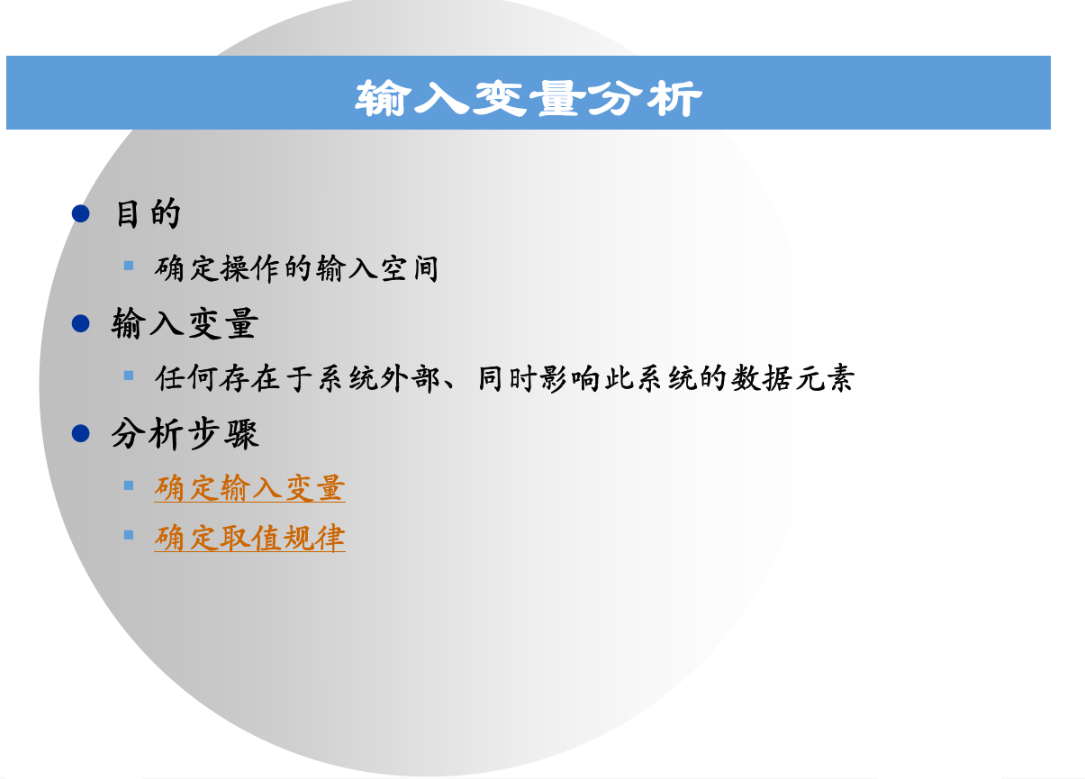 输入变量分析
目的
确定操作的输入空间
输入变量
任何存在于系统外部、同时影响此系统的数据元素
分析步骤
确定输入变量
确定取值规律